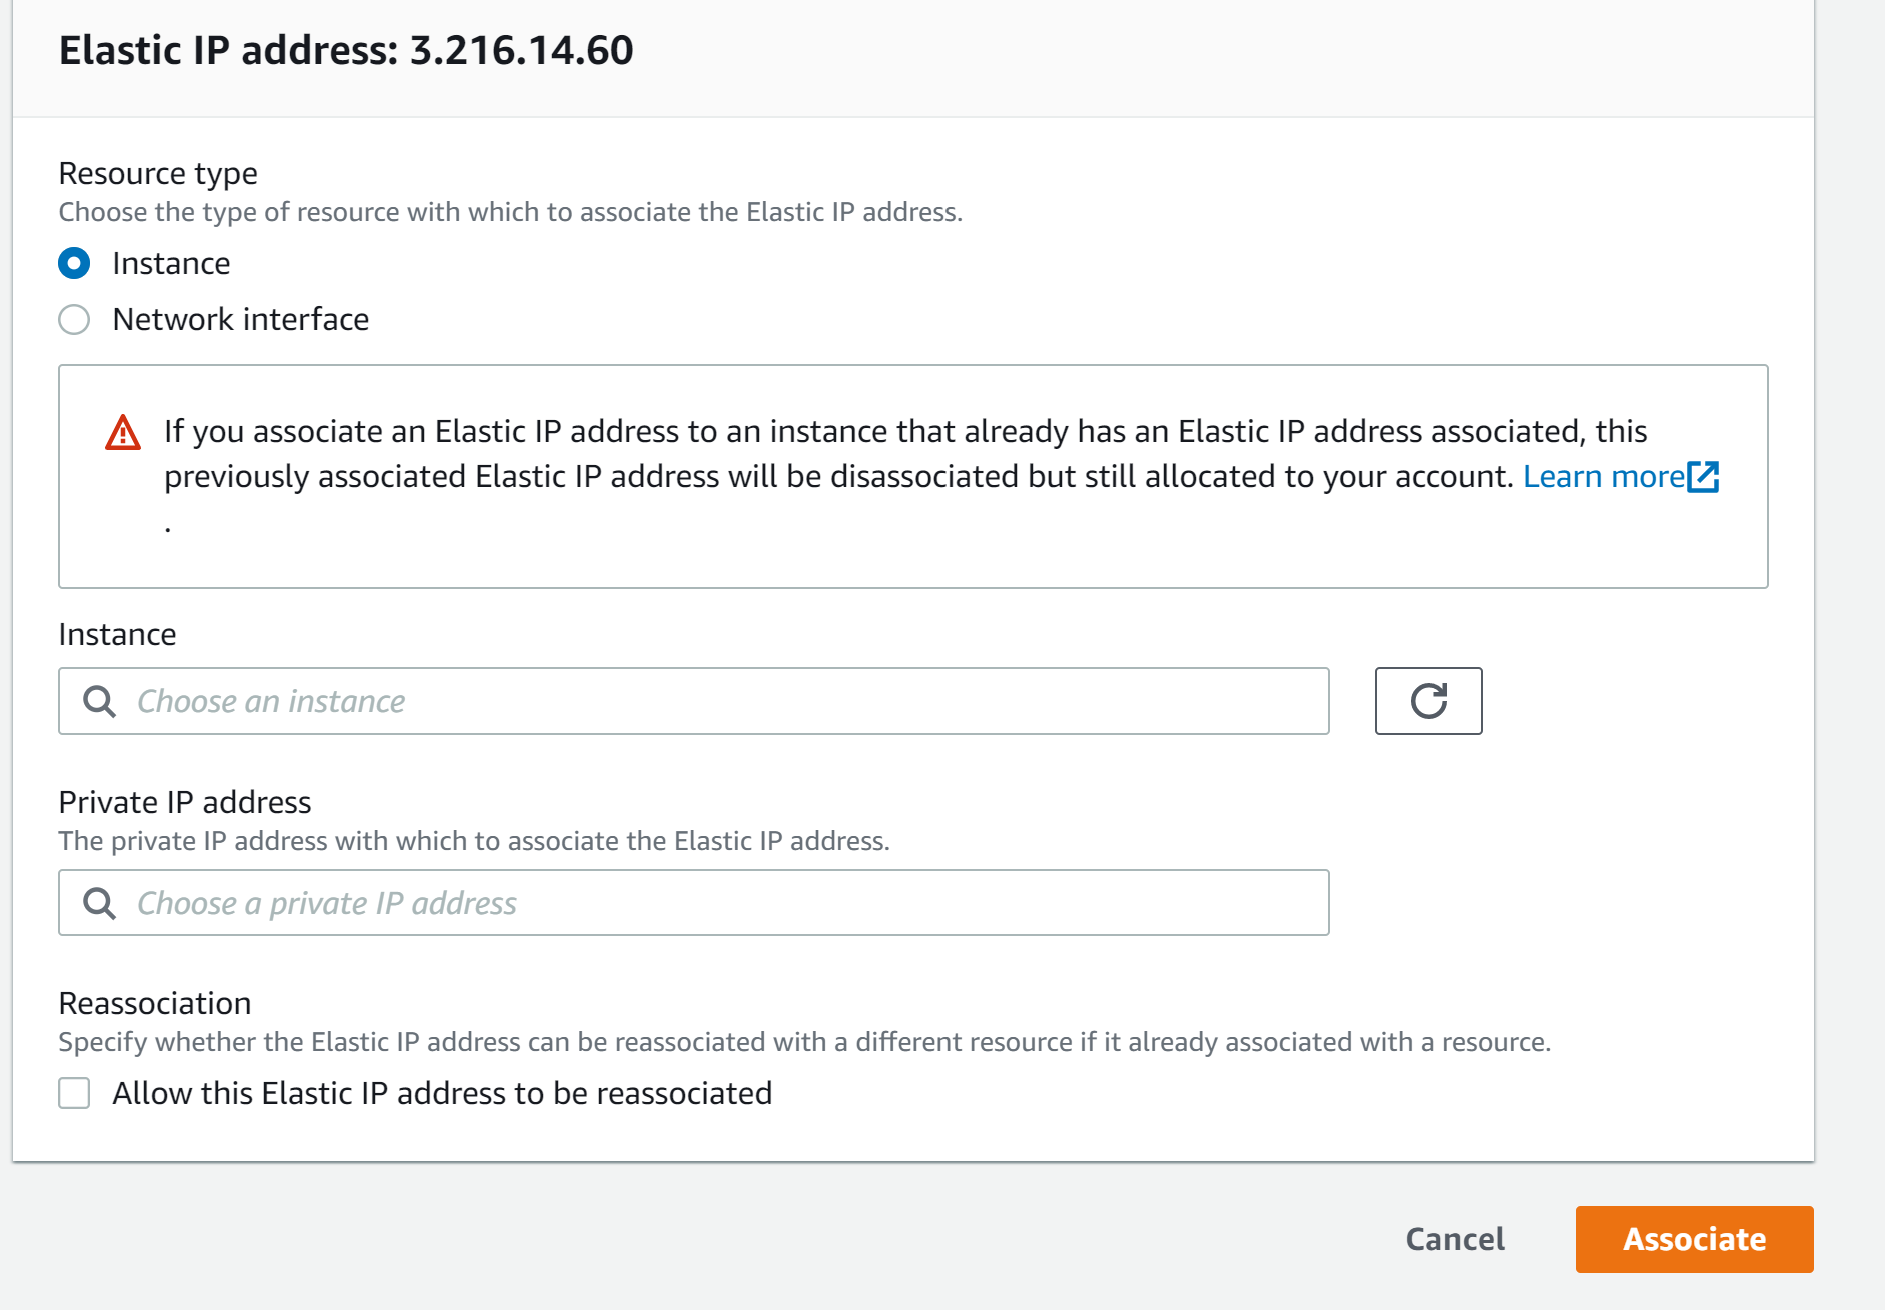 Elastic IP address: 3.216.14.60
Resource type
Choose the type of resource with which to associate the Elastic IP address.
Instance
Network interface
If you associate an Elastic IP address to an instance that already has an Elastic IP address associated, this
previously associated Elastic IP address will be disassociated but still allocated to your account. Learn more
.
Instance
Choose an instance
Private IP address
The private IP address with which to associate the Elastic IP address.
Choose a private IP address
Reassociation
Specify whether the Elastic IP address can be reassociated with a different resource if it already associated with a resource.
Allow this Elastic IP address to be reassociated
Cancel
Associate